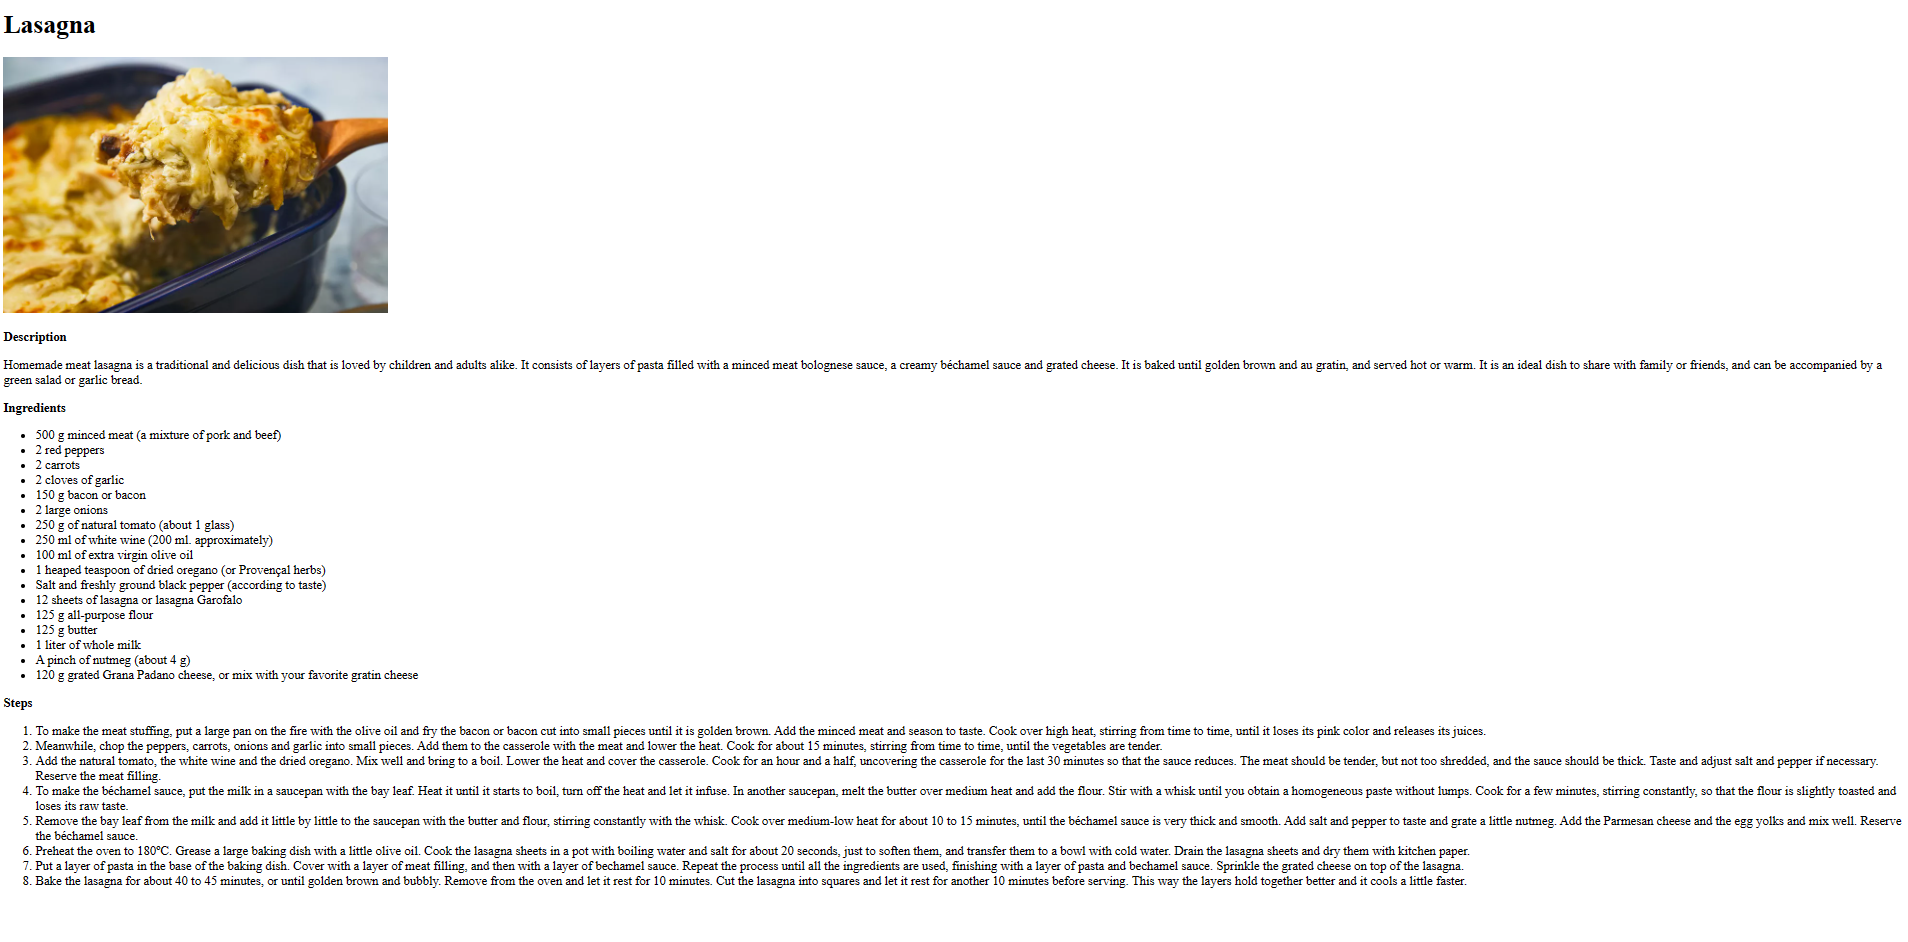 Lasagna
Description
Homemade meat lasagna is a traditional and delicious dish that is loved by children and adults alike. It consists of layers of pasta filled with a minced meat bolognese sauce, a creamy béchamel sauce and grated cheese. It is baked until golden brown and au gratin, and served hot or warm. It is an ideal dish to share with family or friends, and can be accompanied by a
green salad or garlic bread.
Ingredients
• 500 g minced meat (a mixture of pork and beef)
• 2 red peppers
• 2 carrots
• 2 cloves of garlic
• 150 g bacon or bacon
• 2 large onions
• 250 g of natural tomato (about 1 glass)
• 250 ml of white wine (200 ml. approximately)
• 100 ml of extra virgin olive oil
• 1 heaped teaspoon of dried oregano (or Provençal herbs)
• Salt and freshly ground black pepper (according to taste)
• 12 sheets of lasagna or lasagna Garofalo
• 125 g all-purpose flour
• 125 g butter
• 1 liter of whole milk
• A pinch of nutmeg (about 4 g)
• 120 g grated Grana Padano cheese, or mix with your favorite gratin cheese
Steps
1. To make the meat stuffing, put a large pan on the fire with the olive oil and fry the bacon or bacon cut into small pieces until it is golden brown. Add the minced meat and season to taste. Cook over high heat, stirring from time to time, until it loses its pink color and releases its juices.
2. Meanwhile, chop the peppers, carrots, onions and garlic into small pieces. Add them to the casserole with the meat and lower the heat. Cook for about 15 minutes, stirring from time to time, until the vegetables are tender.
3. Add the natural tomato, the white wine and the dried oregano. Mix well and bring to a boil. Lower the heat and cover the casserole. Cook for an hour and a half, uncovering the casserole for the last 30 minutes so that the sauce reduces. The meat should be tender, but not too shredded, and the sauce should be thick. Taste and adjust salt and pepper if necessary.
Reserve the meat filling.
4. To make the béchamel sauce, put the milk in a saucepan with the bay leaf. Heat it until it starts to boil, turn off the heat and let it infuse. In another saucepan, melt the butter over medium heat and add the flour. Stir with a whisk until you obtain a homogeneous paste without lumps. Cook for a few minutes, stirring constantly, so that the flour is slightly toasted and
loses its raw taste.
5. Remove the bay leaf from the milk and add it little by little to the saucepan with the butter and flour, stirring constantly with the whisk. Cook over medium-low heat for about 10 to 15 minutes, until the béchamel sauce is very thick and smooth. Add salt and pepper to taste and grate a little nutmeg. Add the Parmesan cheese and the egg yolks and mix well. Reserve
the béchamel sauce.
6. Preheat the oven to 180°C. Grease a large baking dish with a little olive oil. Cook the lasagna sheets in a pot with boiling water and salt for about 20 seconds, just to soften them, and transfer them to a bowl with cold water. Drain the lasagna sheets and dry them with kitchen paper.
7. Put a layer of pasta in the base of the baking dish. Cover with a layer of meat filling, and then with a layer of bechamel sauce. Repeat the process until all the ingredients are used, finishing with a layer of pasta and bechamel sauce. Sprinkle the grated cheese on top of the lasagna.
8. Bake the lasagna for about 40 to 45 minutes, or until golden brown and bubbly. Remove from the oven and let it rest for 10 minutes. Cut the lasagna into squares and let it rest for another 10 minutes before serving. This way the layers hold together better and it cools a little faster.